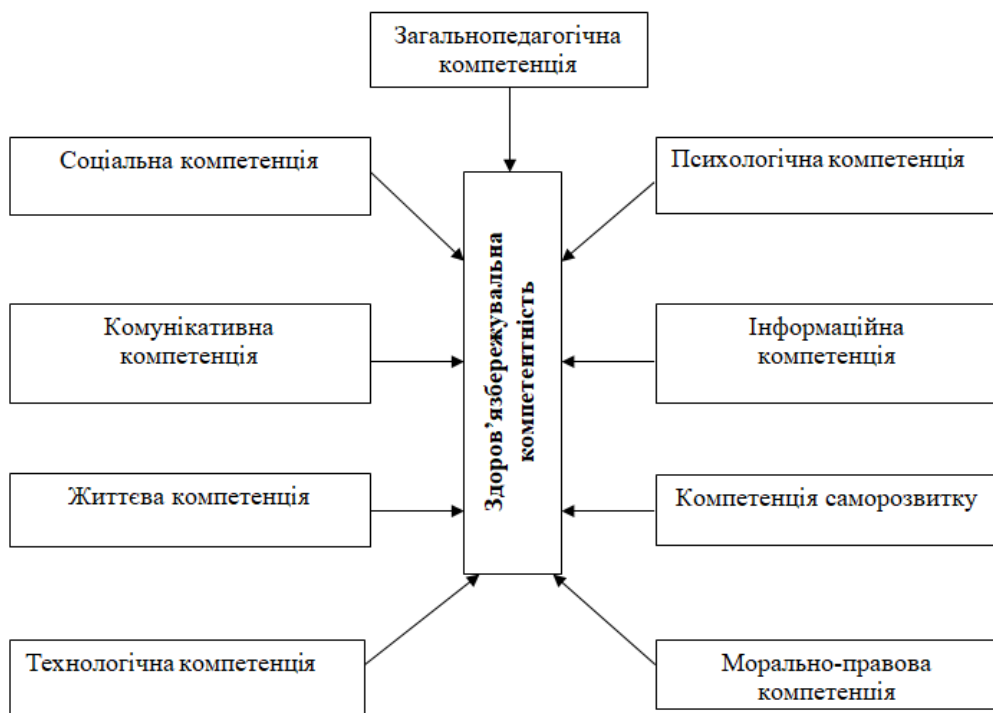 Загальнопедагогічна
компетенція
Соціальна компетенція
Психологічна компетенція
Здоров’язбережувальна
компетентність
Комунікативна
компетенція
Інформаційна
компетенція
Життєва компетенція
Компетенція саморозвитку
Технологічна компетенція
Морально-правова
компетенція